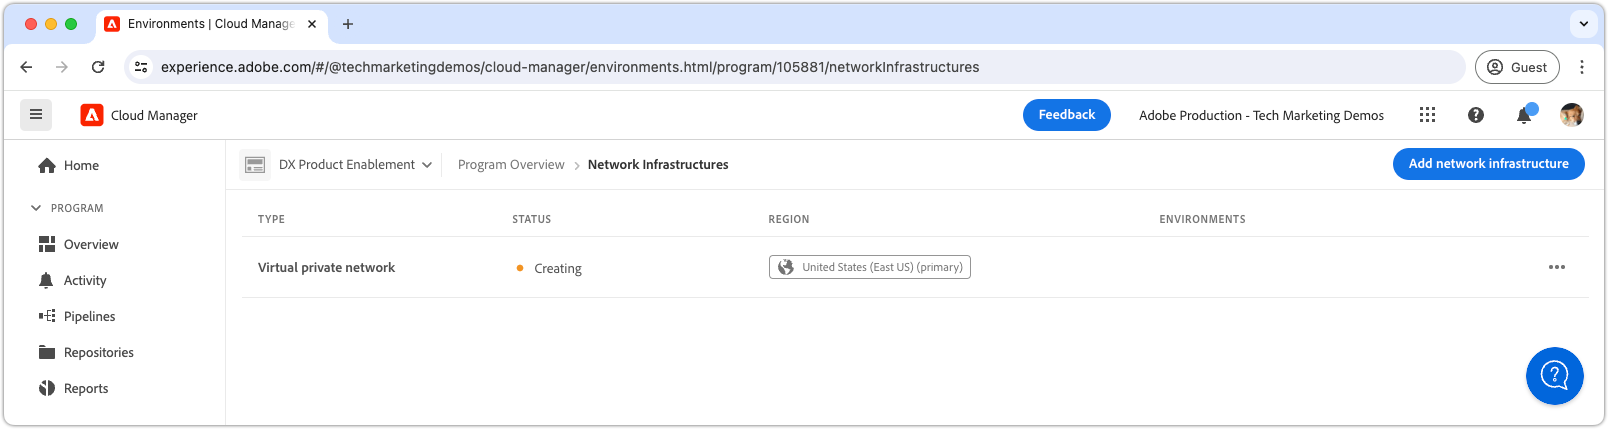 Environments | Cloud Manage
experience.adobe.com/#/@techmarketingdemos/cloud-manager/environments.html/program/105881/networkInfrastructures
Guest
Cloud Manager
Feedback
Adobe Production - Tech Marketing Demos
Home
DX Product Enablement
Program Overview
Network Infrastructures
Add network infrastructure
PROGRAM
TYPE STATUS REGION ENVIRONMENTS
Overview
Virtual private network Creating United States (East US) (primary)
Activity
Pipelines
Repositories
Reports